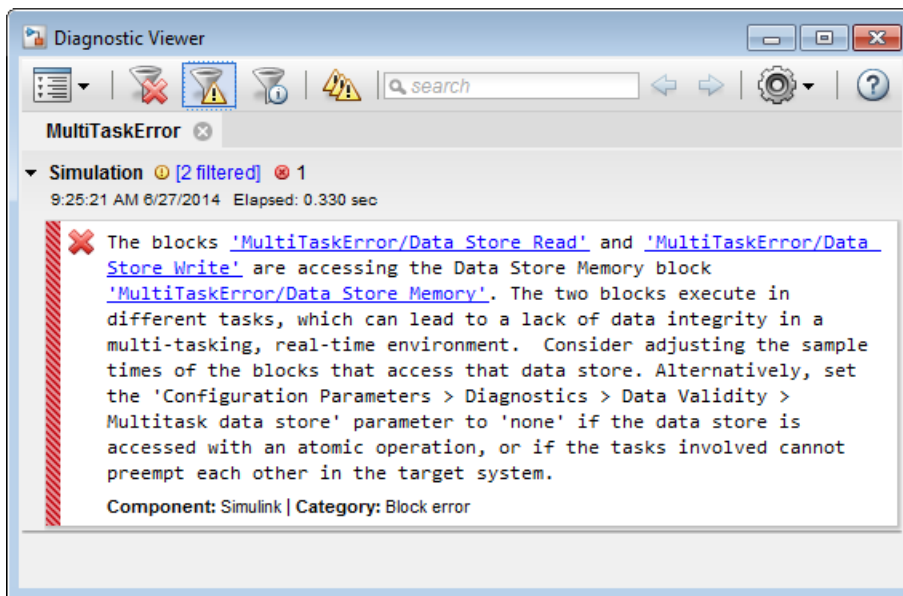 Diagnostic Viewer
search
MultiTaskError
Simulation [2 filtered] 1
9:25:21 AM 6/27/2014 Elapsed: 0.330 sec
The blocks 'MultiTaskError/Data Store Read' and 'MultiTaskError/Data
Store Write' are accessing the Data Store Memory block
'MultiTaskError/Data Store Memory'. The two blocks execute in
different tasks, which can lead to a lack of data integrity in a
multi-tasking, real-time environment.  Consider adjusting the sample
times of the blocks that access that data store. Alternatively, set
the 'Configuration Parameters > Diagnostics > Data Validity >
Multitask data store' parameter to 'none' if the data store is
accessed with an atomic operation, or if the tasks involved cannot
preempt each other in the target system.
Component: Simulink | Category: Block error